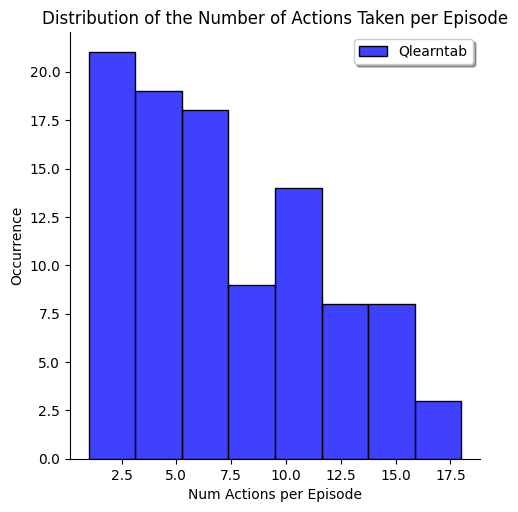 Distribution of the Number of Actions Taken per Episode
Qlearntab
20.0
17.5
15.0
12.5
10.0
7.5
5.0
2.5
0.0
Occurrence
2.5 5.0 7.5 10.0 12.5 15.0 17.5
Num Actions per Episode